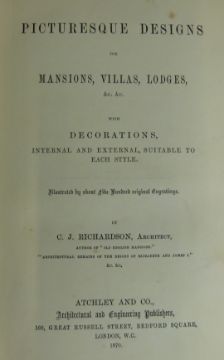 PICTURESQUE DESIGNS
FOR
MANSIONS, VILLAS, LODGES,
&c. &c.
WITH
DECORATIONS,
INTERNAL AND EXTERNAL, SUITABLE TO
EACH STYLE.
Illustrated by about Five Hundred original Engravings.
BY
C. J. RICHARDSON, ARCHITECT,
AUTHOR OF "OLD ENGLISH MANSIONS,"
"ARCHITECTURAL REMAINS OF THE REIGNS OF ELIZABETH AND JAMES I."
&c. &c.
ATCHLEY AND CO.,
Architectural and Engineering Publishers,
106, GREAT RUSSELL STREET, BEDFORD SQUARE,
LONDON, W.C.
1870.